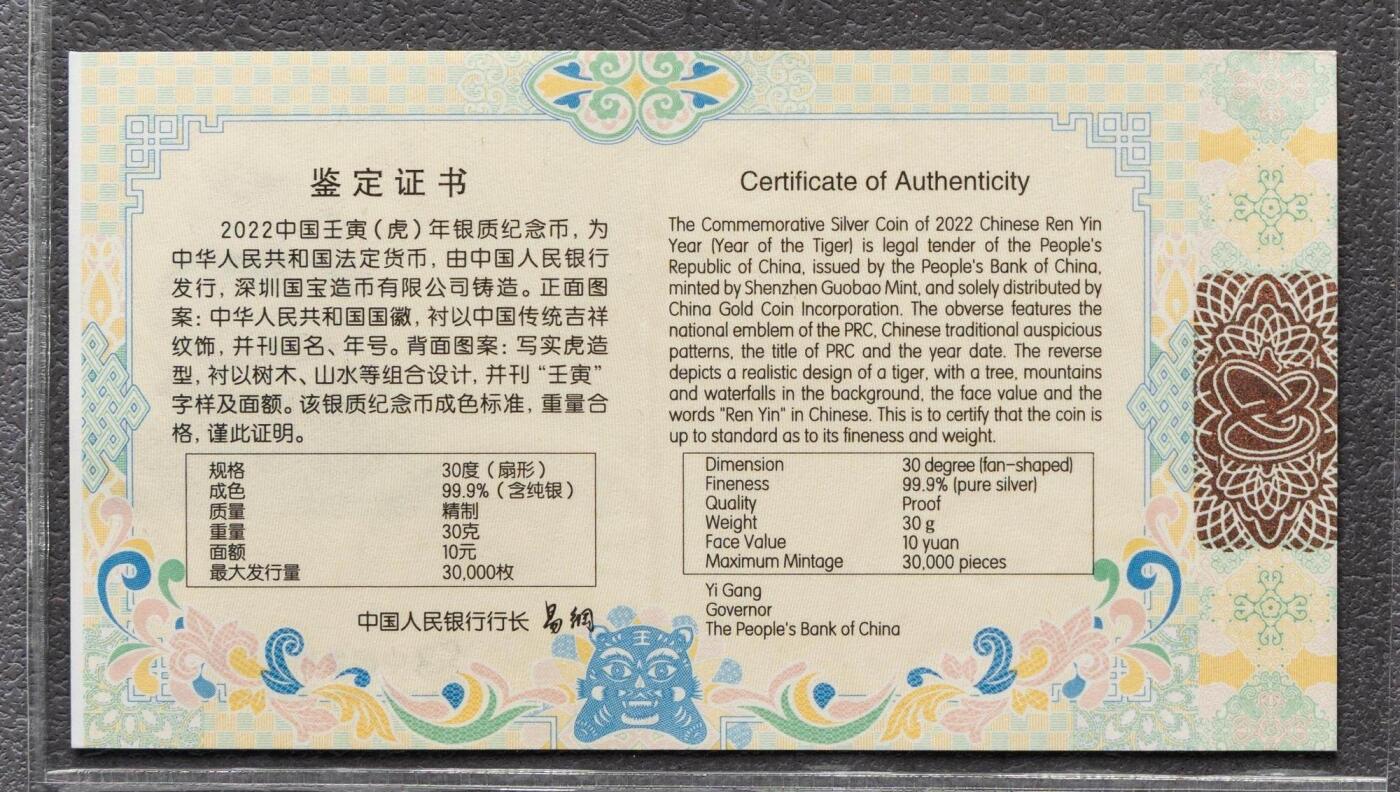 鉴定证书
2022中国壬寅（虎）年银质纪念币，为
中华人民共和国法定货币，由中国人民银行
发行，深圳国宝造币有限公司铸造。正面图
案：中华人民共和国国徽，衬以中国传统吉祥
纹饰，并刊国名、年号。背面图案：写实虎造
型，衬以树木、山水等组合设计，并刊“壬寅”
字样及面额。该银质纪念币成色标准，重量合
格，谨此证明。
规格 30度（扇形）
成色 99.9%（含纯银）
质量 精制
重量 30克
面额 10元
最大发行量 30,000枚
中国人民银行行长 易纲
Certificate of Authenticity
The Commemorative Silver Coin of 2022 Chinese Ren Yin
Year (Year of the Tiger) is legal tender of the People's
Republic of China, issued by the People's Bank of China,
minted by Shenzhen Guobao Mint, and solely distributed by
China Gold Coin Incorporation. The obverse features the
national emblem of the PRC, Chinese traditional auspicious
patterns, the title of PRC and the year date. The reverse
depicts a realistic design of a tiger, with a tree, mountains
and waterfalls in the background, the face value and the
words "Ren Yin" in Chinese. This is to certify that the coin is
up to standard as to its fineness and weight.
Dimension 30 degree (fan-shaped)
Fineness 99.9% (pure silver)
Quality Proof
Weight 30 g
Face Value 10 yuan
Maximum Mintage 30,000 pieces
Yi Gang
Governor
The People's Bank of China
王